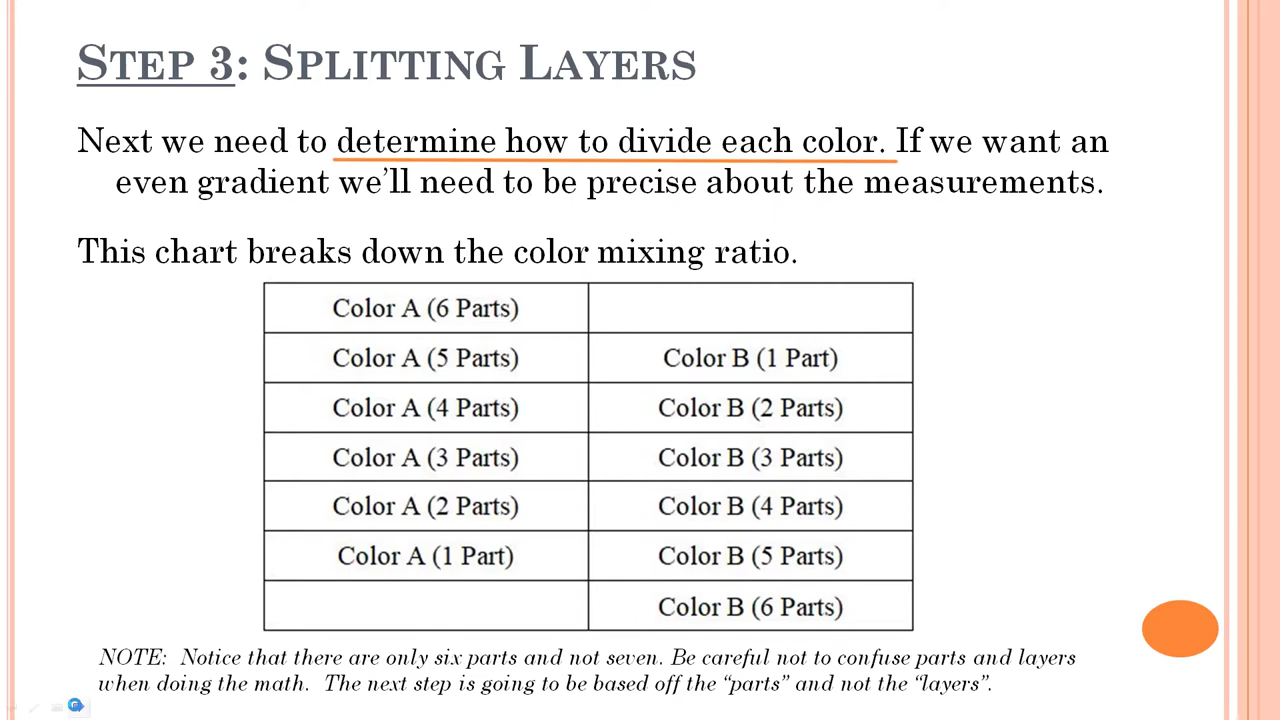 STEP 3: SPLITTING LAYERS
Next we need to determine how to divide each color. If we want an
even gradient we’ll need to be precise about the measurements.
This chart breaks down the color mixing ratio.
Color A (6 Parts)
Color A (5 Parts) Color B (1 Part)
Color A (4 Parts) Color B (2 Parts)
Color A (3 Parts) Color B (3 Parts)
Color A (2 Parts) Color B (4 Parts)
Color A (1 Part) Color B (5 Parts)
Color B (6 Parts)
NOTE: Notice that there are only six parts and not seven. Be careful not to confuse parts and layers
when doing the math. The next step is going to be based off the “parts” and not the “layers”.